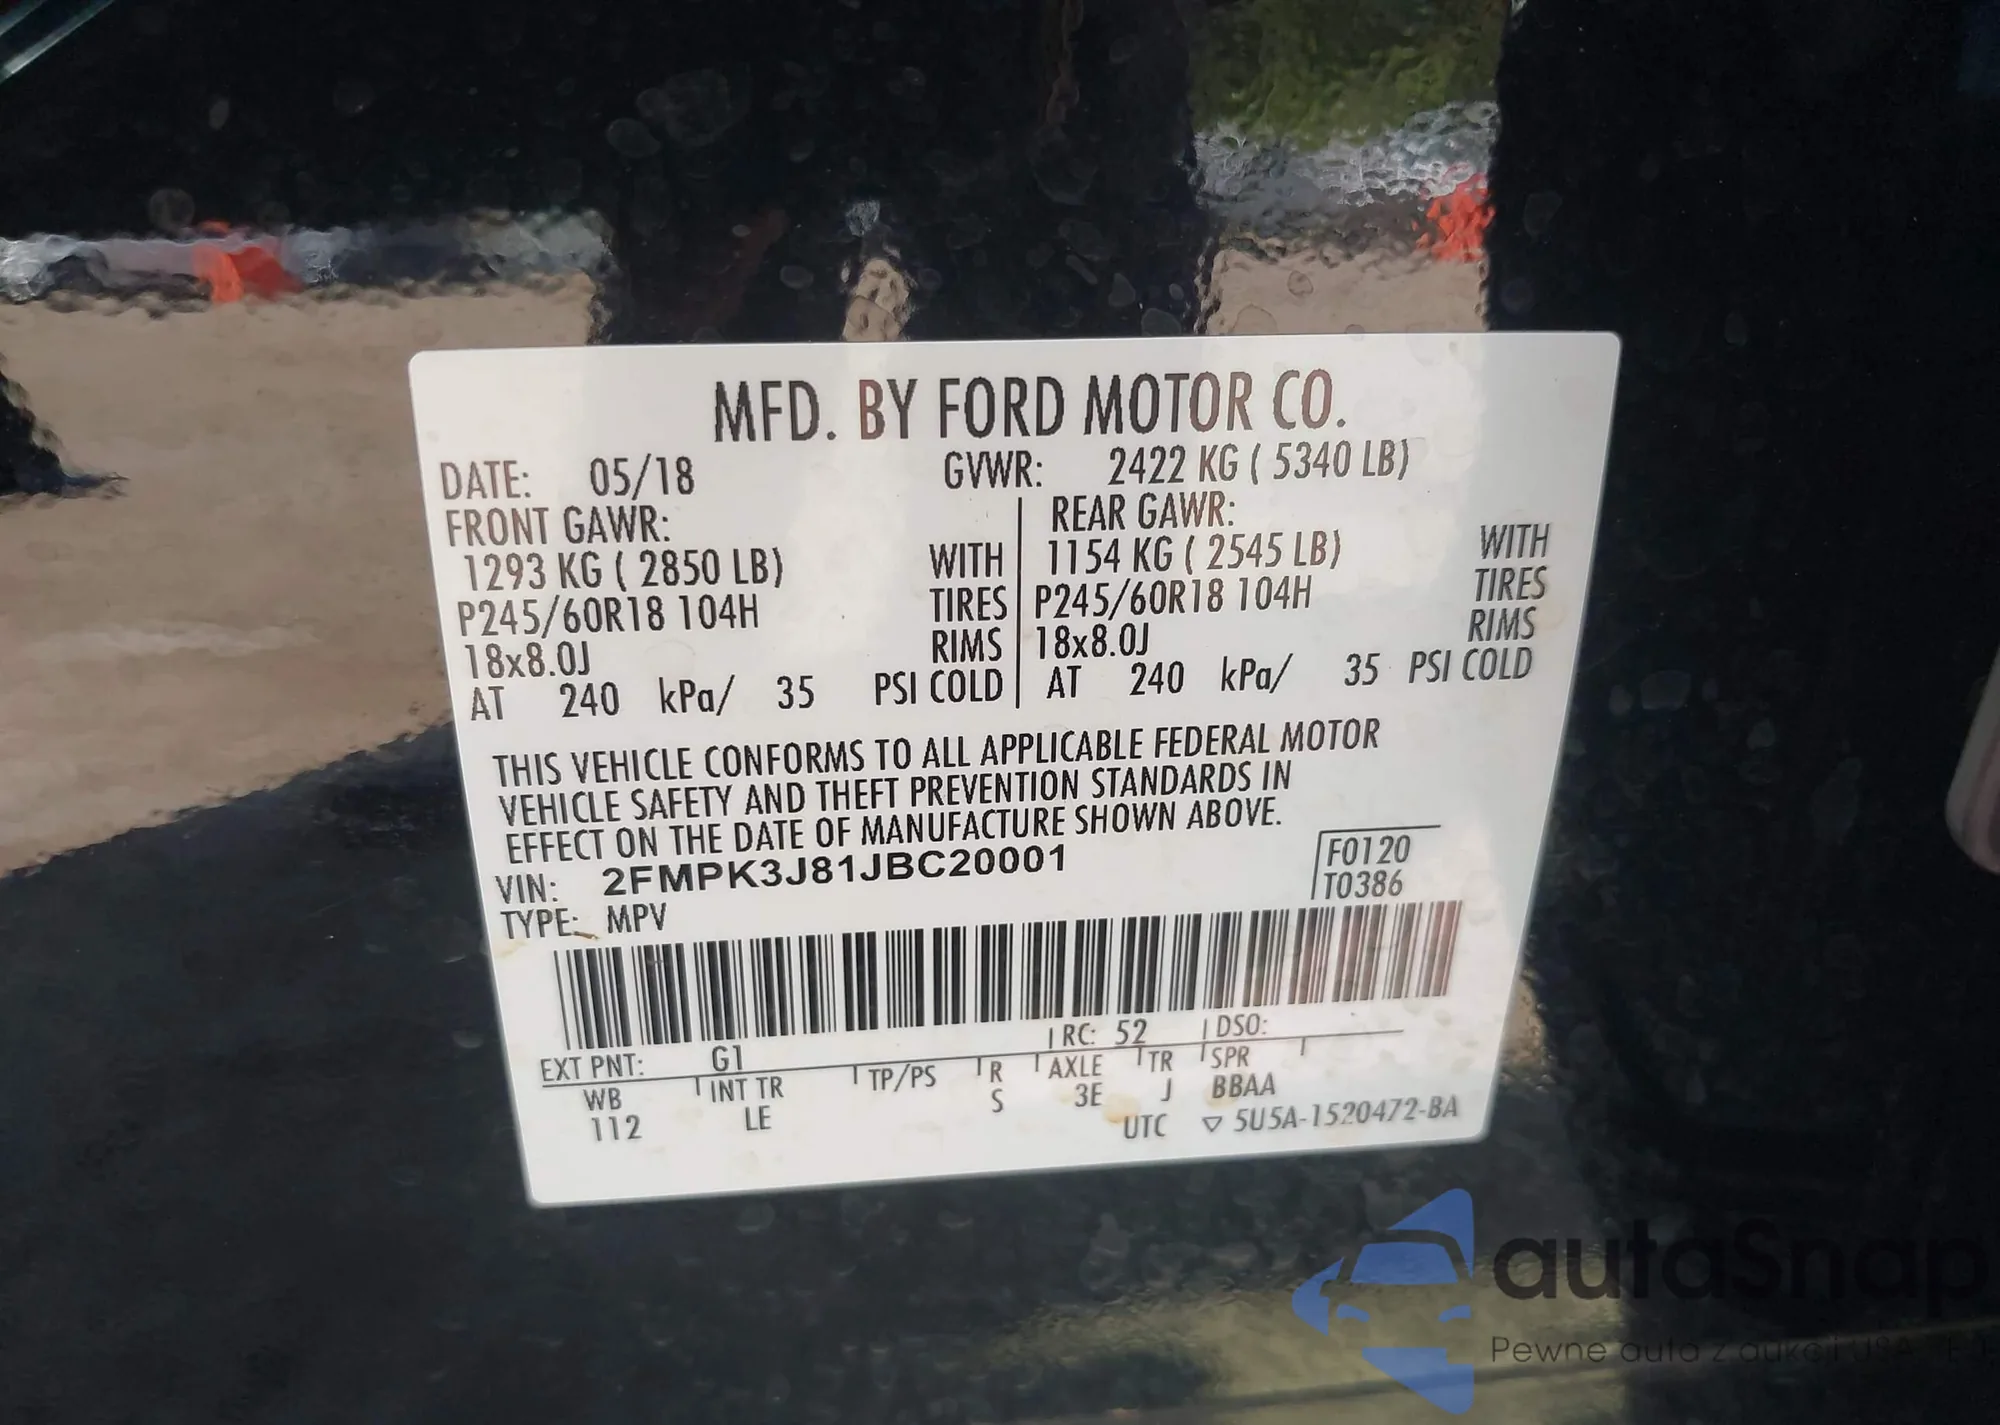 MFD. BY FORD MOTOR CO.
DATE: 05/18 GVWR: 2422 KG ( 5340 LB)
FRONT GAWR: REAR GAWR:
1293 KG ( 2850 LB) WITH 1154 KG ( 2545 LB) WITH
P245/60R18 104H TIRES P245/60R18 104H TIRES
18x8.0J RIMS 18x8.0J RIMS
AT 240 kPa/ 35 PSI COLD AT 240 kPa/ 35 PSI COLD
THIS VEHICLE CONFORMS TO ALL APPLICABLE FEDERAL MOTOR
VEHICLE SAFETY AND THEFT PREVENTION STANDARDS IN
EFFECT ON THE DATE OF MANUFACTURE SHOWN ABOVE.
VIN: 2FMPK3J81JBC20001 F0120
TYPE: MPV T0386
EXT PNT: G1 RC: 52 DSO:
WB INT TR TP/PS R AXLE TR SPR
112 LE S 3E J BBAA
UTC ▽ 5U5A-1520472-BA
autaSnap
Pewne auta z aukcji USA